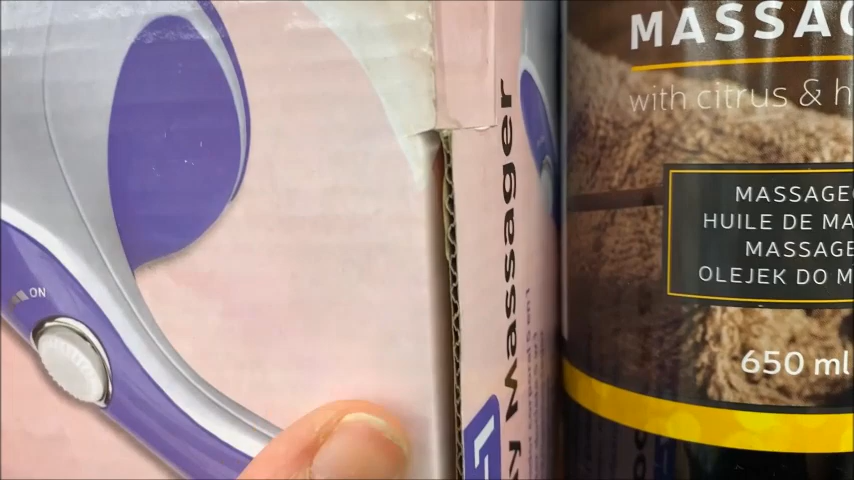 ON
y Massager
MASSAG
with citrus & h
MASSAGE
HUILE DE MA
MASSAGE
OLEJEK DO M
650 ml